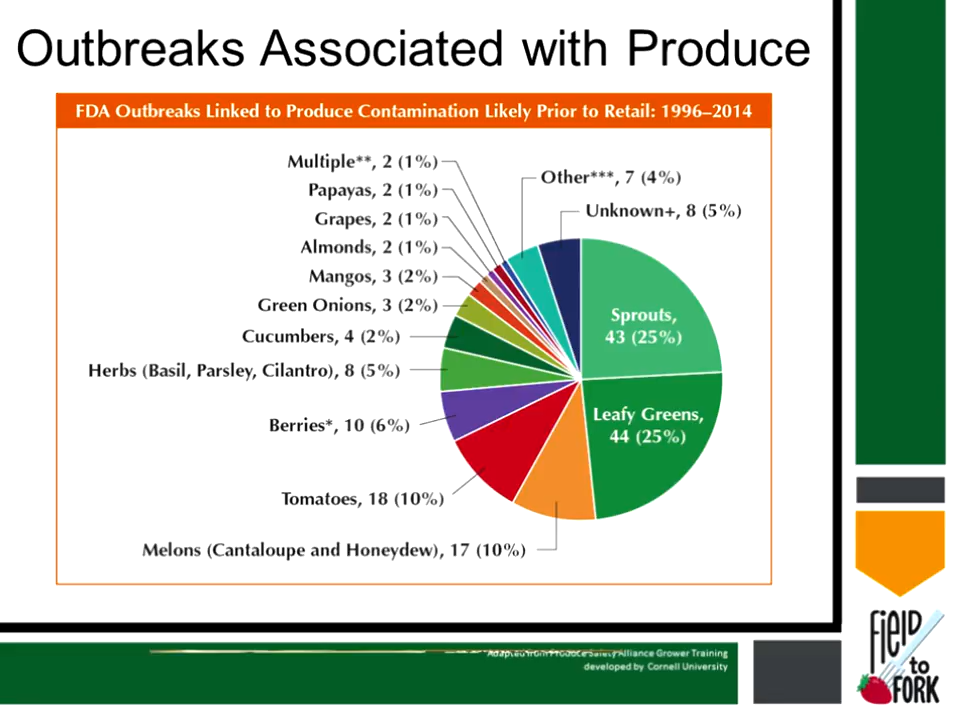 Outbreaks Associated with Produce
FDA Outbreaks Linked to Produce Contamination Likely Prior to Retail: 1996–2014
Multiple**, 2 (1%)
Papayas, 2 (1%)
Grapes, 2 (1%)
Almonds, 2 (1%)
Mangos, 3 (2%)
Green Onions, 3 (2%)
Cucumbers, 4 (2%)
Herbs (Basil, Parsley, Cilantro), 8 (5%)
Berries*, 10 (6%)
Tomatoes, 18 (10%)
Melons (Cantaloupe and Honeydew), 17 (10%)
Other***, 7 (4%)
Unknown+, 8 (5%)
Sprouts,
43 (25%)
Leafy Greens,
44 (25%)
Adapted from Produce Safety Alliance Grower Training
developed by Cornell University
FiELD
to
FORK